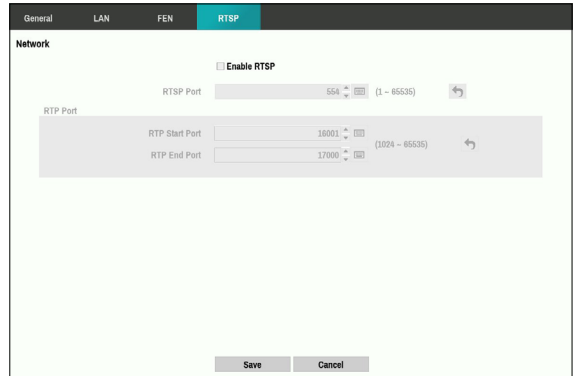 General LAN FEN RTSP
Network
Enable RTSP
RTSP Port 554 (1 ~ 65535)
RTP Port
RTP Start Port 16001
(1024 ~ 65535)
RTP End Port 17000
Save Cancel